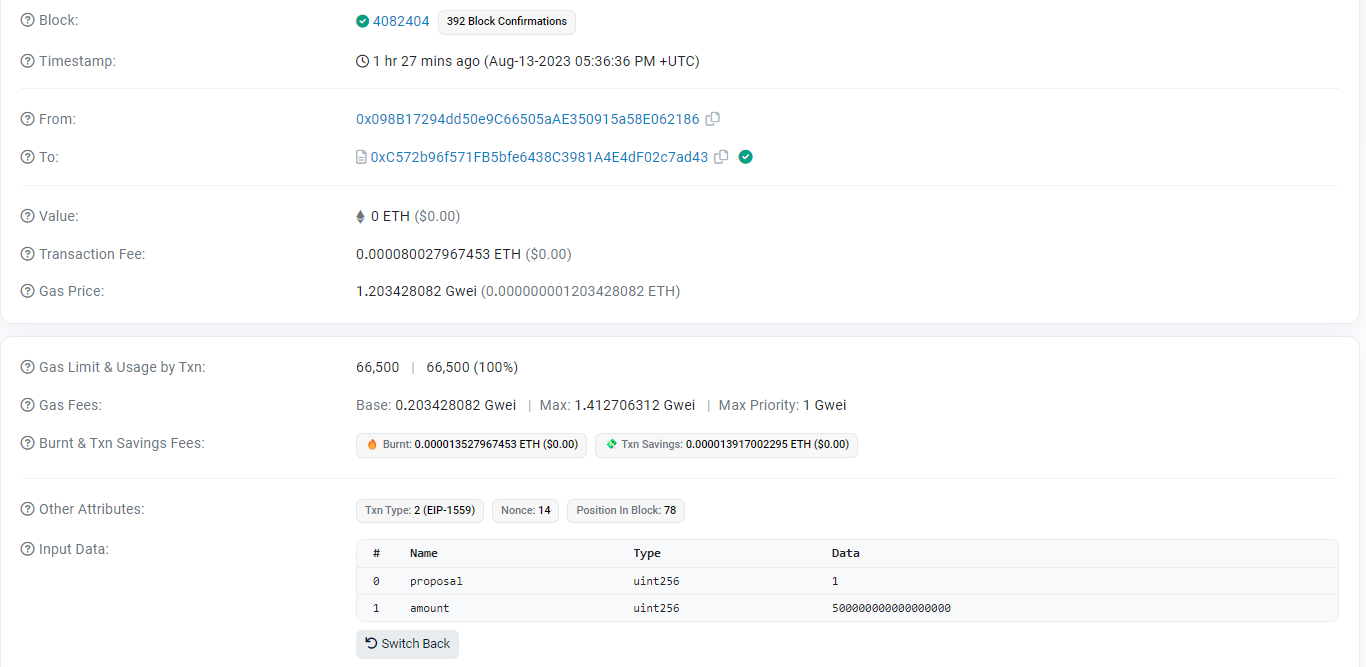 Block: 4082404 392 Block Confirmations
Timestamp: 1 hr 27 mins ago (Aug-13-2023 05:36:36 PM +UTC)
From: 0x098B17294dd50e9C66505aAE350915a58E062186
To: 0xC572b96f571FB5bfe6438C3981A4E4dF02c7ad43
Value: 0 ETH ($0.00)
Transaction Fee: 0.000080027967453 ETH ($0.00)
Gas Price: 1.203428082 Gwei (0.000000001203428082 ETH)
Gas Limit & Usage by Txn: 66,500 | 66,500 (100%)
Gas Fees: Base: 0.203428082 Gwei | Max: 1.412706312 Gwei | Max Priority: 1 Gwei
Burnt & Txn Savings Fees: Burnt: 0.000013527967453 ETH ($0.00) Txn Savings: 0.000013917002295 ETH ($0.00)
Other Attributes: Txn Type: 2 (EIP-1559) Nonce: 14 Position In Block: 78
Input Data:
# Name Type Data
0 proposal uint256 1
1 amount uint256 500000000000000000
Switch Back